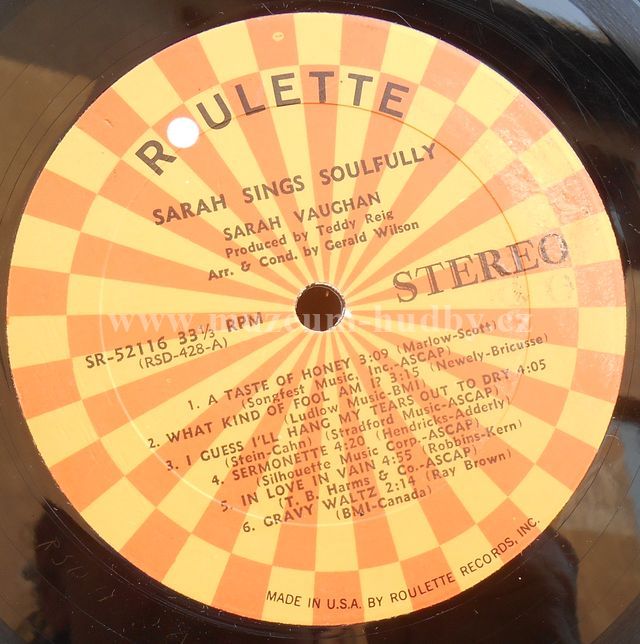 ROULETTE
SARAH SINGS SOULFULLY
SARAH VAUGHAN
Produced by Teddy Reig
Arr. & Cond. by Gerald Wilson
STEREO
SR-52116 33⅓ RPM
(RSD-428-A)
www.muzeum-hudby.cz
1. A TASTE OF HONEY 3:09 (Marlow-Scott)
(Songfest Music Inc.-ASCAP)
2. WHAT KIND OF FOOL AM I? 3:15 (Newely-Bricusse)
(Ludlow Music-BMI)
3. I GUESS I'LL HANG MY TEARS OUT TO DRY 4:05
(Stein-Cahn) (Stratford Music-ASCAP)
4. SERMONETTE 4:20 (Hendricks-Adderly)
(Silhouette Music Corp.-ASCAP)
5. IN LOVE IN VAIN 4:55 (Robbins-Kern)
(T. B. Harms & Co.-ASCAP)
6. GRAVY WALTZ 2:14 (Ray Brown)
(BMI-Canada)
MADE IN U.S.A. BY ROULETTE RECORDS, INC.